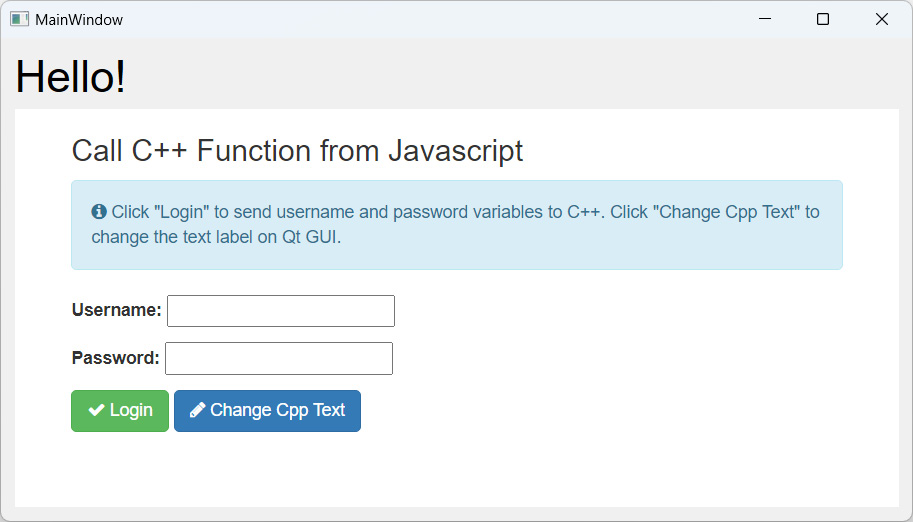 MainWindow
Hello!
Call C++ Function from Javascript
Click "Login" to send username and password variables to C++. Click "Change Cpp Text" to
change the text label on Qt GUI.
Username:
Password:
Login Change Cpp Text